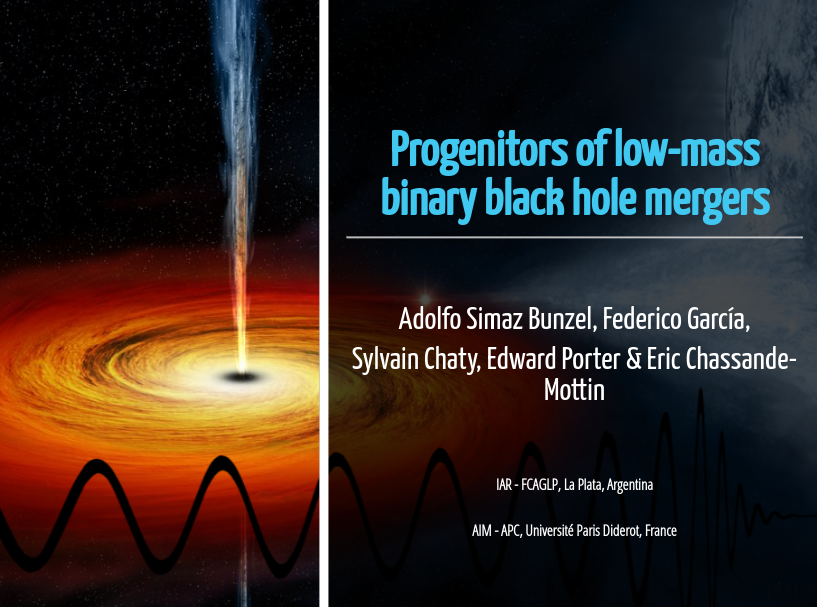 Progenitors of low-mass
binary black hole mergers
Adolfo Simaz Bunzel, Federico García,
Sylvain Chaty, Edward Porter & Eric Chassande-
Mottin
IAR - FCAGLP, La Plata, Argentina
AIM - APC, Université Paris Diderot, France